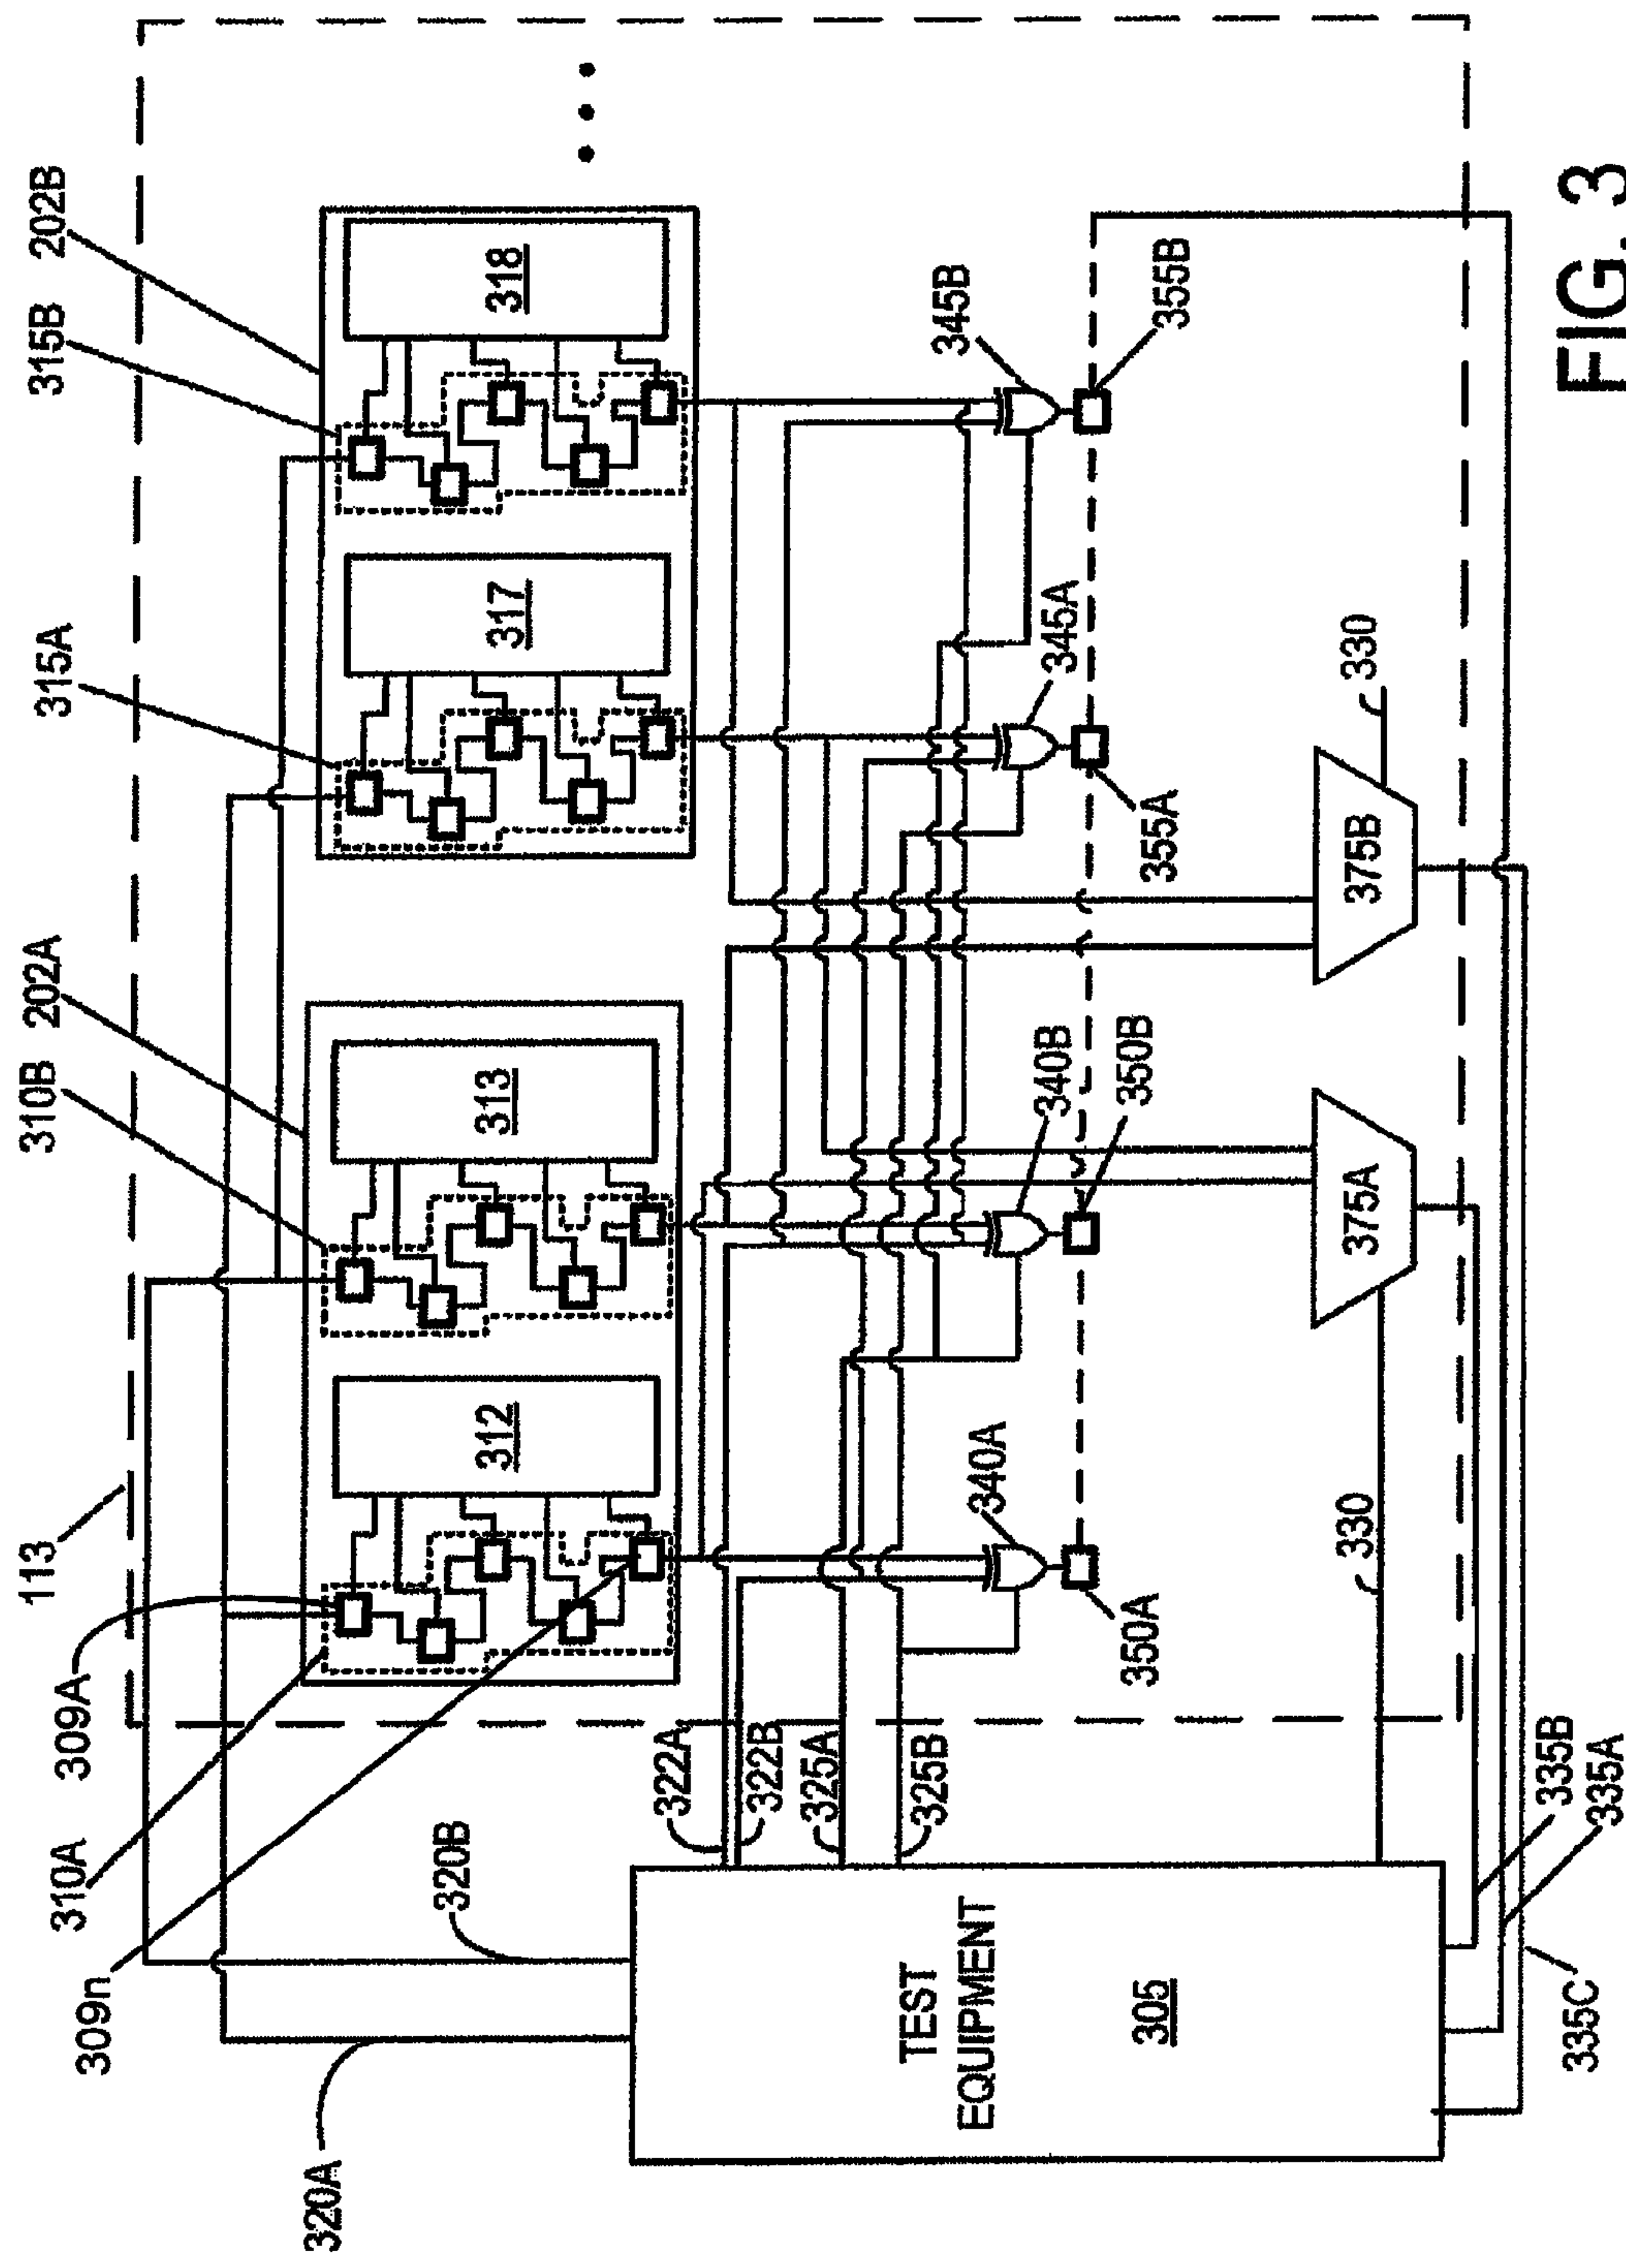 113
310B
202A
315A
315B
202B
309A
310A
309n
320B
320A
312
313
317
318
322A
322B
325A
325B
340A
340B
345A
345B
350A
350B
355A
355B
TEST
EQUIPMENT
305
330
375A
375B
330
335B
335A
335C
FIG. 3